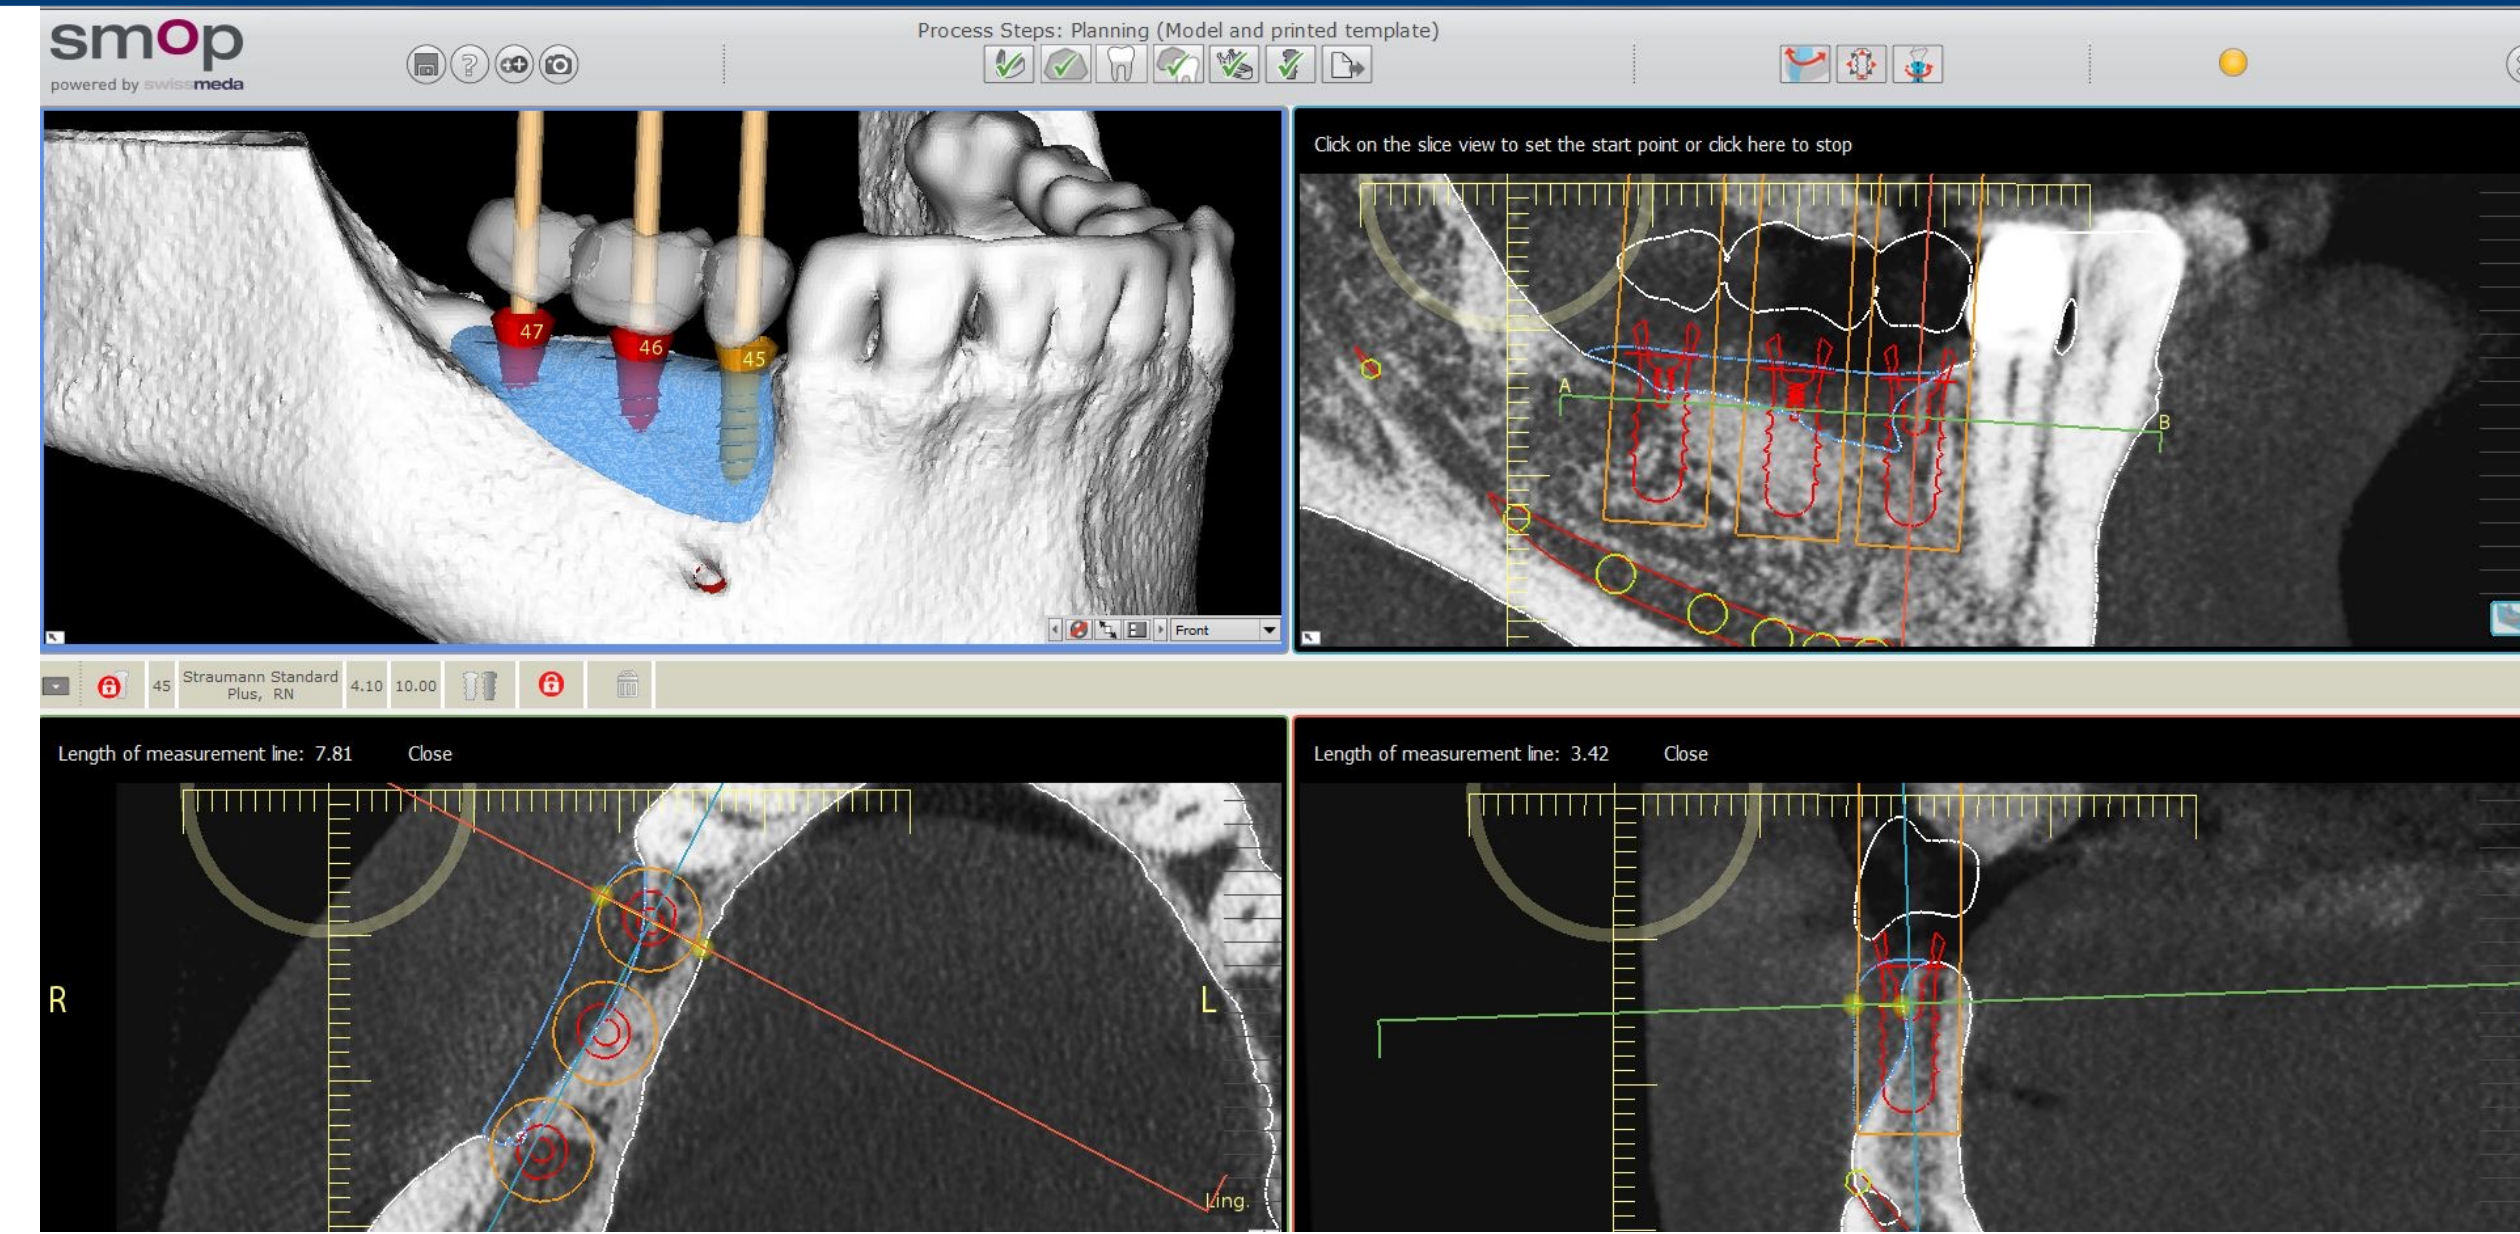 smop
powered by swissmeda
Process Steps: Planning (Model and printed template)
47
46
45
Front
Click on the slice view to set the start point or click here to stop
A
B
45
Straumann Standard
Plus, RN
4.10
10.00
Length of measurement line: 7.81 Close
R
L
Ling.
Length of measurement line: 3.42 Close